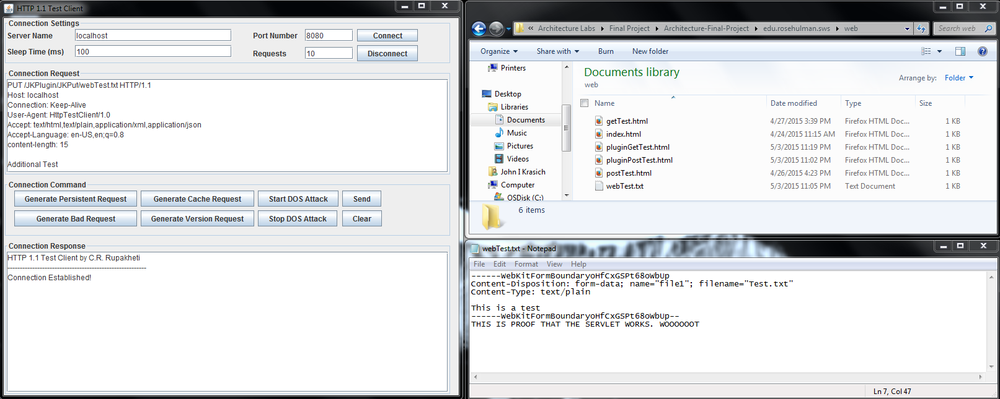 HTTP 1.1 Test Client
Connection Settings
Server Name localhost Port Number 8080 Connect
Sleep Time (ms) 100 Requests 10 Disconnect
Connection Request
PUT /JKPlugin/JKPut/webTest.txt HTTP/1.1
Host: localhost
Connection: Keep-Alive
User-Agent: HttpTestClient/1.0
Accept: text/html,text/plain,application/xml,application/json
Accept-Language: en-US,en;q=0.8
content-length: 15
Additional Test
Connection Command
Generate Persistent Request Generate Cache Request Start DOS Attack Send
Generate Bad Request Generate Version Request Stop DOS Attack Clear
Connection Response
HTTP 1.1 Test Client by C.R. Rupakheti
--------------------------------------------------------
Connection Established!
« Architecture Labs Final Project Architecture-Final-Project edu.rosehulman.sws web Search web
Organize Share with Burn New folder
Printers
Desktop
Libraries
Documents
Music
Pictures
Videos
John I Krasich
Computer
OSDisk (C:)
Documents library
web
Arrange by: Folder
Name Date modified Type Size
getTest.html 4/27/2015 3:39 PM Firefox HTML Doc... 1 KB
index.html 4/24/2015 11:15 AM Firefox HTML Doc... 1 KB
pluginGetTest.html 5/3/2015 11:19 PM Firefox HTML Doc... 1 KB
pluginPostTest.html 5/3/2015 11:02 PM Firefox HTML Doc... 1 KB
postTest.html 4/26/2015 4:23 PM Firefox HTML Doc... 1 KB
webTest.txt 5/3/2015 11:05 PM Text Document 1 KB
6 items
webTest.txt - Notepad
File Edit Format View Help
------WebKitFormBoundaryoHfCxGSPt68oWbUp
Content-Disposition: form-data; name="file1"; filename="Test.txt"
Content-Type: text/plain
This is a test
------WebKitFormBoundaryoHfCxGSPt68oWbUp--
THIS IS PROOF THAT THE SERVLET WORKS. WOOOOOOT
Ln 7, Col 47